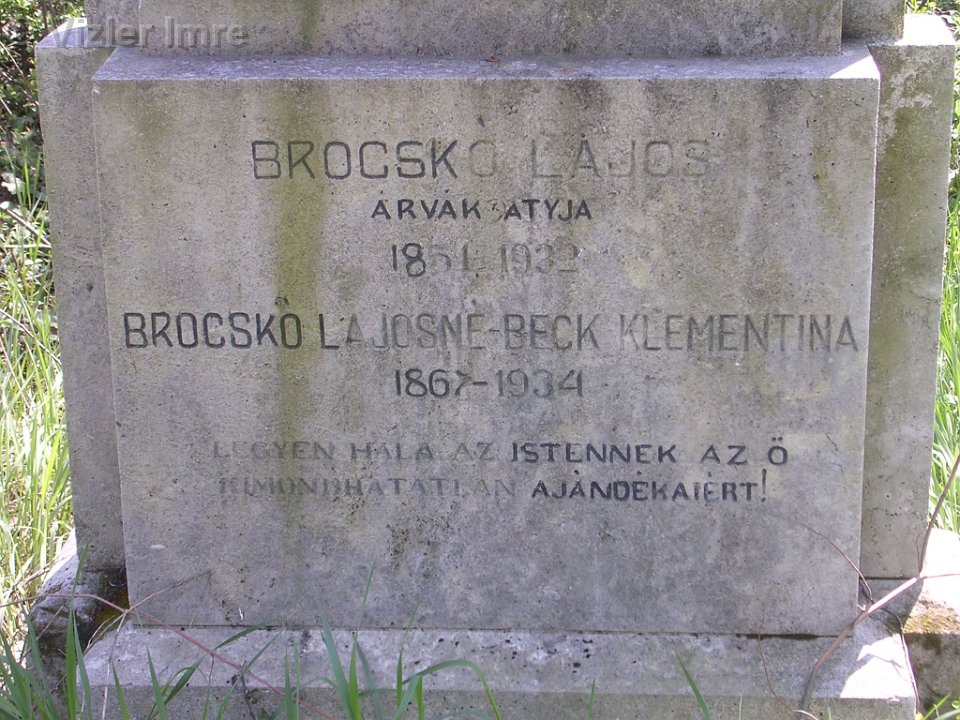 Vizler Imre
BROCSKÓ LAJOS
ÁRVÁK ATYJA
1851 1932
BROCSKÓ LAJOSNÉ-BECK KLEMENTINA
1867-1934
LEGYEN HÁLA AZ ISTENNEK AZ Ö
KIMONDHATATLAN AJÁNDÉKAIÉRT!